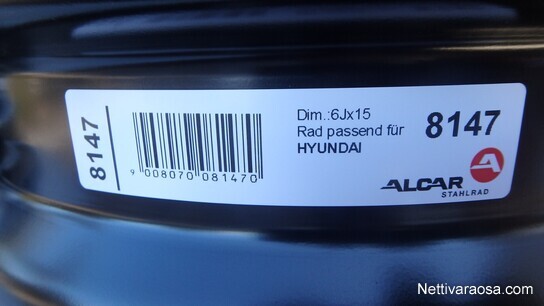 8147
9 008070 081470
Dim.:6Jx15
Rad passend für
HYUNDAI
8147
A
ALCAR
STAHLRAD
Nettivaraosa.com